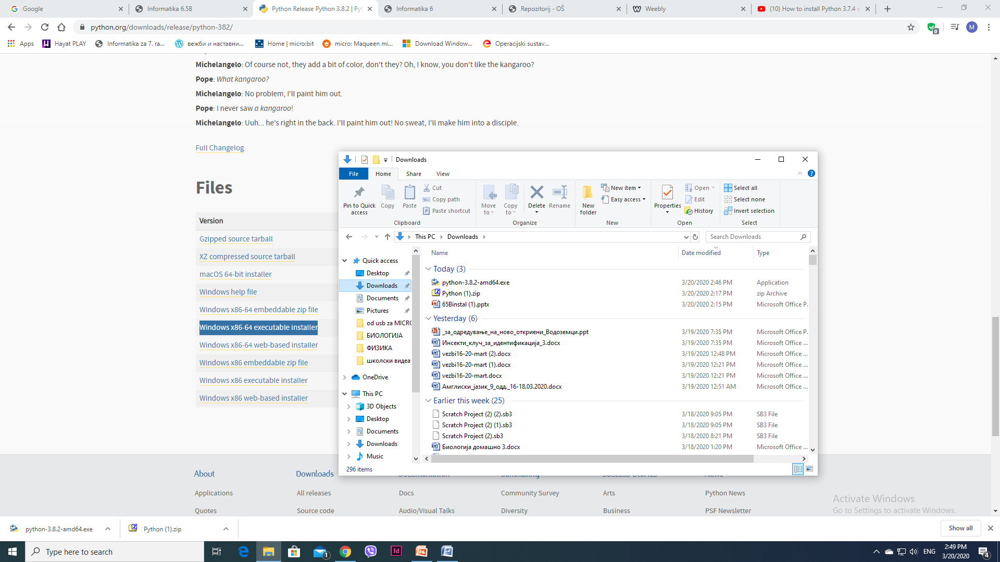 Google
Informatika 6.5B
Python Release Python 3.8.2 | Pyt
Informatika 6
Repozitorij - OŠ
Weebly
(10) How to install Python 3.7.4 o
python.org/downloads/release/python-382/
M
0
Apps
Hayat PLAY
Informatika za 7. ra...
вежби и наставни...
Home | micro:bit
micro: Maqueen mi...
Download Window...
Operacijski sustav...
Michelangelo: Of course not, they add a bit of color, don't they? Oh, I know, you don't like the kangaroo?
Pope: What kangaroo?
Michelangelo: No problem, I'll paint him out.
Pope: I never saw a kangaroo!
Michelangelo: Uuh... he's right in the back. I'll paint him out! No sweat, I'll make him into a disciple.
Full Changelog
Files
Version
Gzipped source tarball
XZ compressed source tarball
macOS 64-bit installer
Windows help file
Windows x86-64 embeddable zip file
Windows x86-64 executable installer
Windows x86-64 web-based installer
Windows x86 embeddable zip file
Windows x86 executable installer
Windows x86 web-based installer
Downloads
File
Home
Share
View
Pin to Quick access
Copy
Paste
Cut
Copy path
Paste shortcut
Clipboard
Move to
Copy to
Delete
Rename
Organize
New folder
New item
Easy access
New
Properties
Open
Edit
History
Open
Select all
Select none
Invert selection
Select
This PC
Downloads
Search Downloads
Quick access
Desktop
Downloads
Documents
Pictures
od usb za MICRO
БИОЛОГИЈА
ФИЗИКА
школски видеа
OneDrive
This PC
3D Objects
Desktop
Documents
Downloads
Music
Name Date modified Type
Today (3)
python-3.8.2-amd64.exe 3/20/2020 2:46 PM Application
Python (1).zip 3/20/2020 2:17 PM zip Archive
65Binstal (1).pptx 3/20/2020 2:15 PM Microsoft Office P.
Yesterday (6)
_за_одредување_на_ново_откриени_Водоземци.ppt 3/19/2020 7:35 PM Microsoft Office P.
Инсекти_клуч_за_идентификација_3.docx 3/19/2020 7:35 PM Microsoft Office ...
vezbi16-20-mart (2).docx 3/19/2020 12:48 PM Microsoft Office ...
vezbi16-20-mart (1).docx 3/19/2020 12:21 PM Microsoft Office ...
vezbi16-20-mart.docx 3/19/2020 12:21 PM Microsoft Office ...
Амглиски_јазик_9_одд._16-18.03.2020.docx 3/19/2020 12:51 AM Microsoft Office ...
Earlier this week (25)
Scratch Project (2) (2).sb3 3/18/2020 9:05 PM SB3 File
Scratch Project (2) (1).sb3 3/18/2020 9:05 PM SB3 File
Scratch Project (2).sb3 3/18/2020 8:21 PM SB3 File
Биологија домашно 3.docx 3/18/2020 1:20 PM Microsoft Office ...
296 items
About
Downloads
Documentation
Community
Success Stories
News
Applications
All releases
Docs
Community Survey
Arts
Python News
Quotes
Source code
Audio/Visual Talks
Diversity
Business
PSF Newsletter
Activate Windows
Go to Settings to activate Windows.
python-3.8.2-amd64.exe
Python (1).zip
Show all
Type here to search
1
Id
ENG
2:49 PM
3/20/2020
4